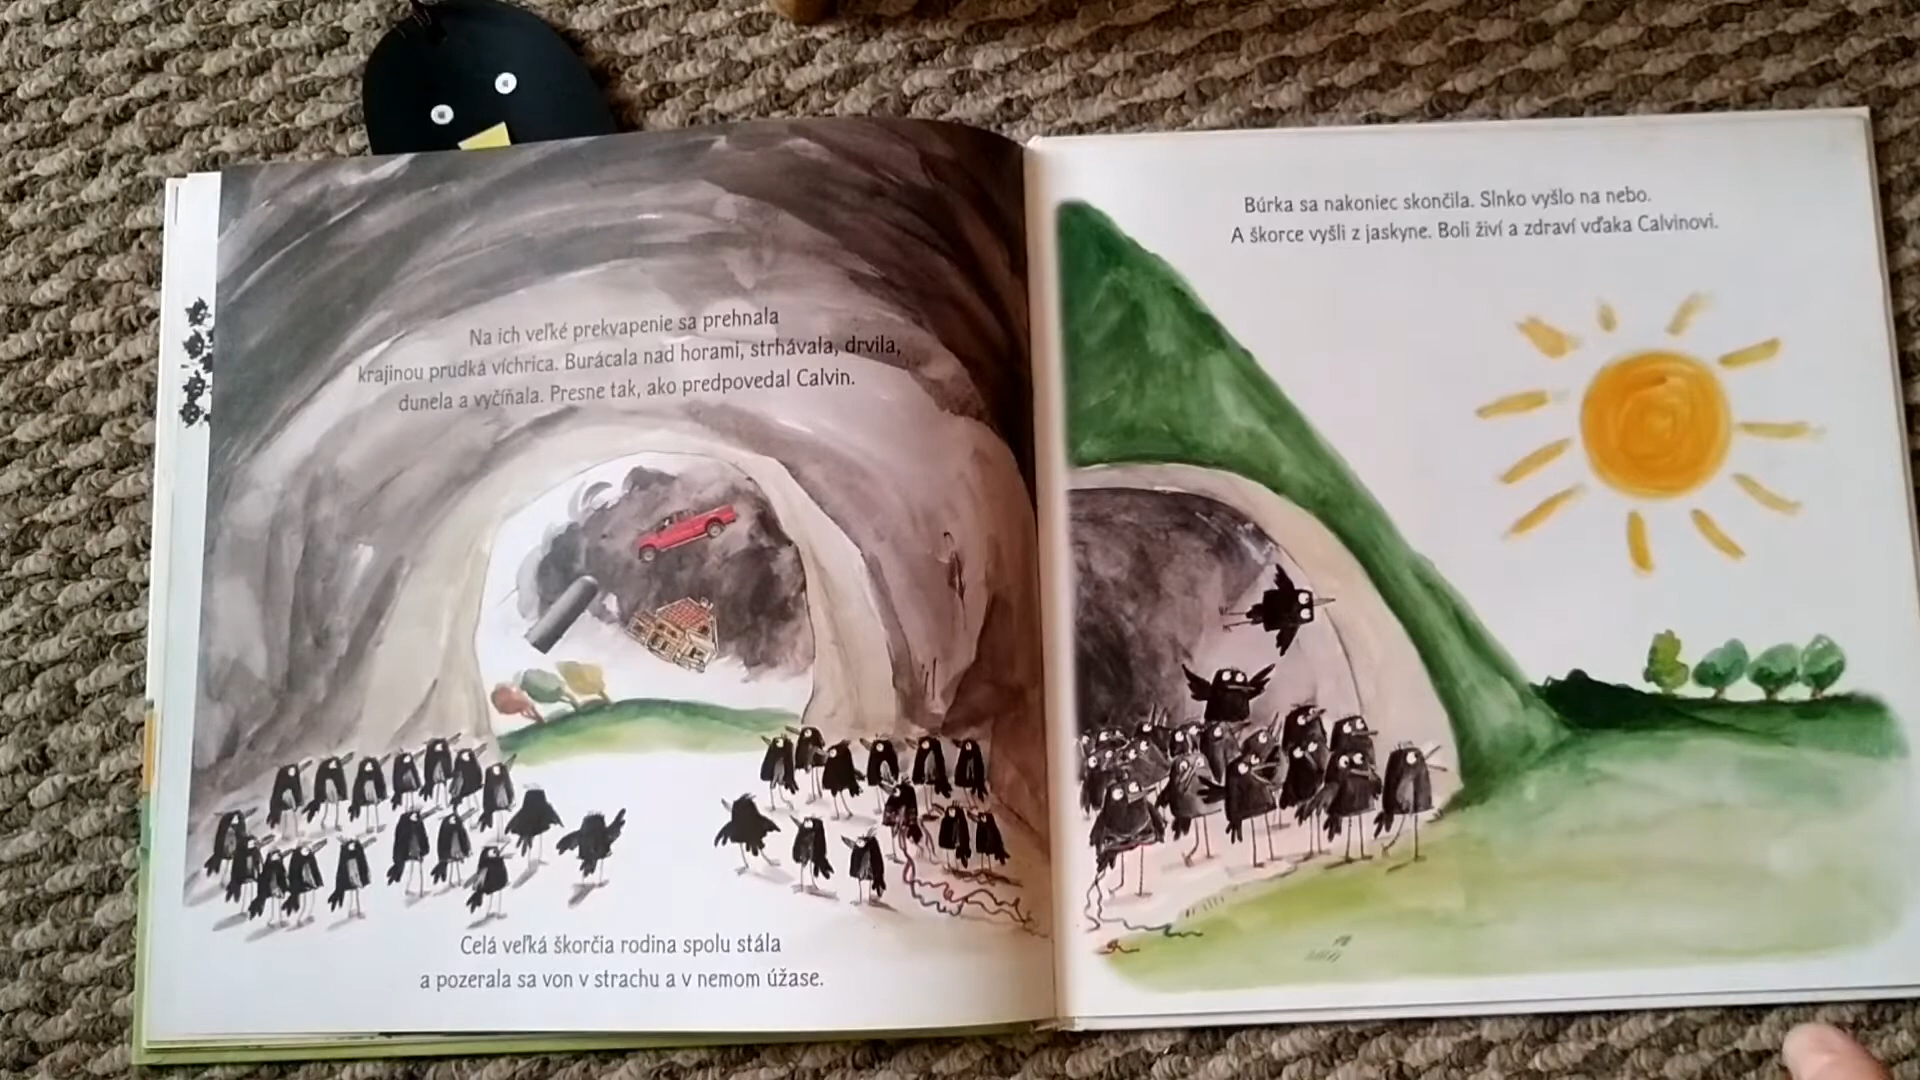 Na ich veľké prekvapenie sa prehnala
krajinou prudká víchrica. Burácala nad horami, strhávala, drvila,
dunela a vyčíňala. Presne tak, ako predpovedal Calvin.
Celá veľká škorčia rodina spolu stála
a pozerala sa von v strachu a v nemom úžase.
Búrka sa nakoniec skončila. Slnko vyšlo na nebo.
A škorce vyšli z jaskyne. Boli živí a zdraví vďaka Calvinovi.